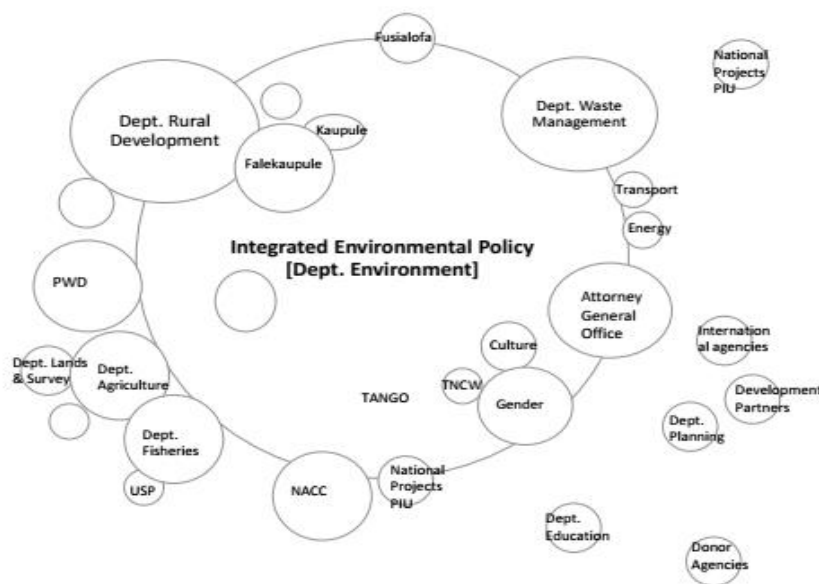 Fusialofa
National
Projects
PIU
Dept. Rural
Development
Dept. Waste
Management
Kaupule
Falekaupule
Transport
Energy
Integrated Environmental Policy
[Dept. Environment]
PWD
Attorney
General
Office
Internation
al agencies
Culture
Dept. Lands
& Survey
Dept.
Agriculture
TNCW
Gender
TANGO
Development
Partners
Dept.
Planning
Dept.
Fisheries
USP
NACC
National
Projects
PIU
Dept.
Education
Donor
Agencies